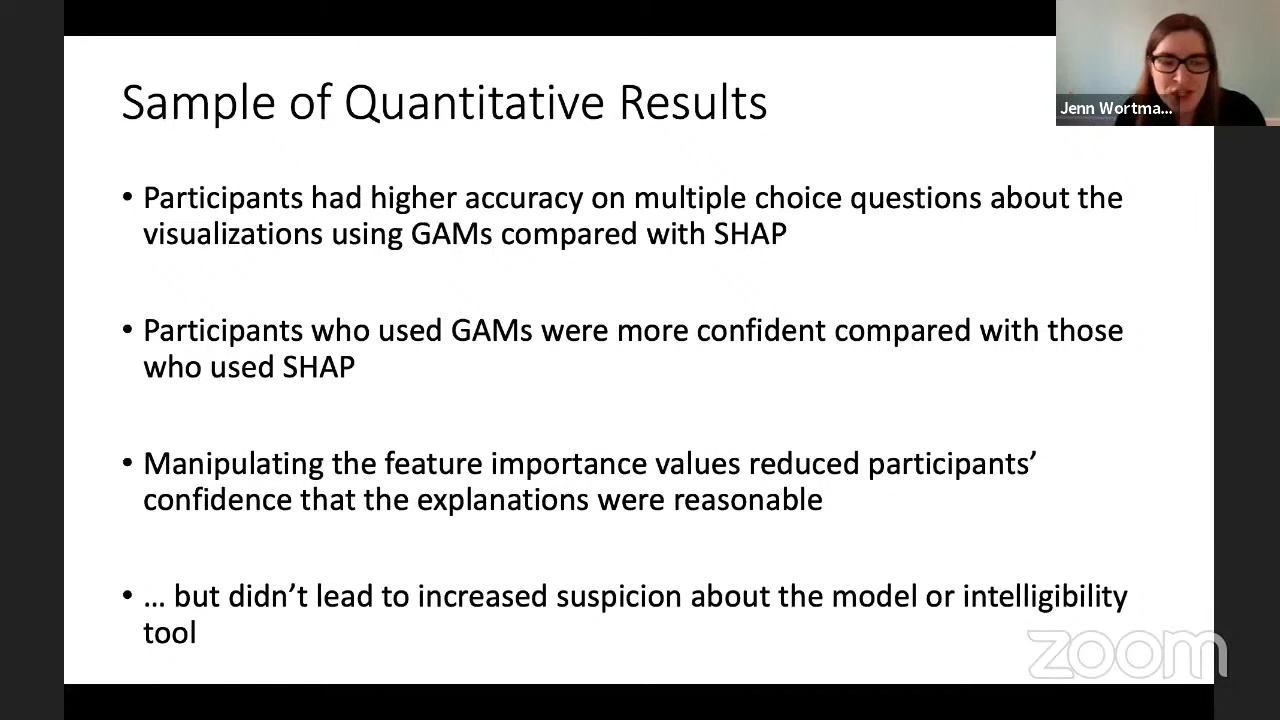 Sample of Quantitative Results
Jenn Wortma...
• Participants had higher accuracy on multiple choice questions about the
visualizations using GAMs compared with SHAP
• Participants who used GAMs were more confident compared with those
who used SHAP
• Manipulating the feature importance values reduced participants’
confidence that the explanations were reasonable
• … but didn’t lead to increased suspicion about the model or intelligibility
tool
zoom